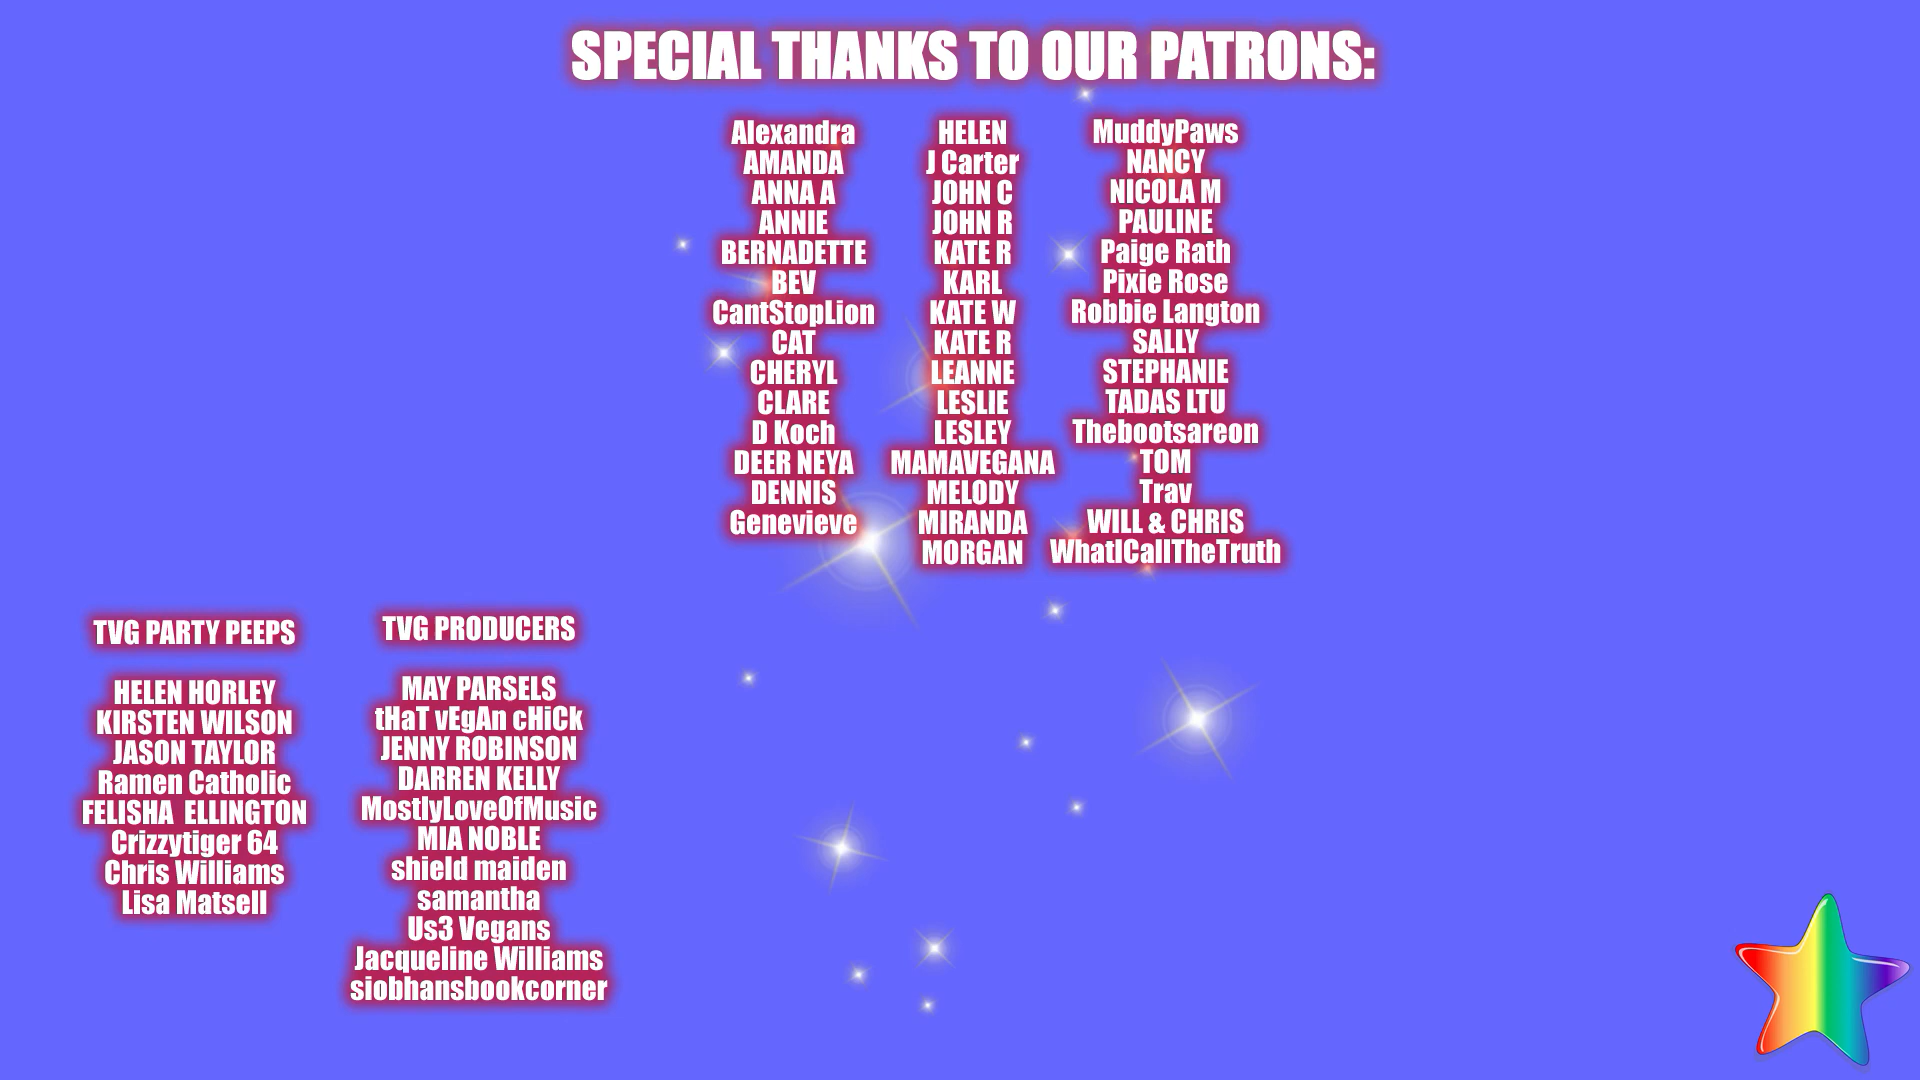 SPECIAL THANKS TO OUR PATRONS:
Alexandra
AMANDA
ANNA A
ANNIE
BERNADETTE
BEV
CantStopLion
CAT
CHERYL
CLARE
D Koch
DEER NEYA
DENNIS
Genevieve
HELEN
J Carter
JOHN C
JOHN R
KATE R
KARL
KATE W
KATE R
LEANNE
LESLIE
LESLEY
MAMAVEGANA
MELODY
MIRANDA
MORGAN
MuddyPaws
NANCY
NICOLA M
PAULINE
Paige Rath
Pixie Rose
Robbie Langton
SALLY
STEPHANIE
TADAS LTU
Thebootsareon
TOM
Trav
WILL & CHRIS
WhatICallTheTruth
TVG PARTY PEEPS
HELEN HORLEY
KIRSTEN WILSON
JASON TAYLOR
Ramen Catholic
FELISHA ELLINGTON
Crizzytiger 64
Chris Williams
Lisa Matsell
TVG PRODUCERS
MAY PARSELS
tHaT vEgAn cHiCk
JENNY ROBINSON
DARREN KELLY
MostlyLoveOfMusic
MIA NOBLE
shield maiden
samantha
Us3 Vegans
Jacqueline Williams
siobhansbookcorner